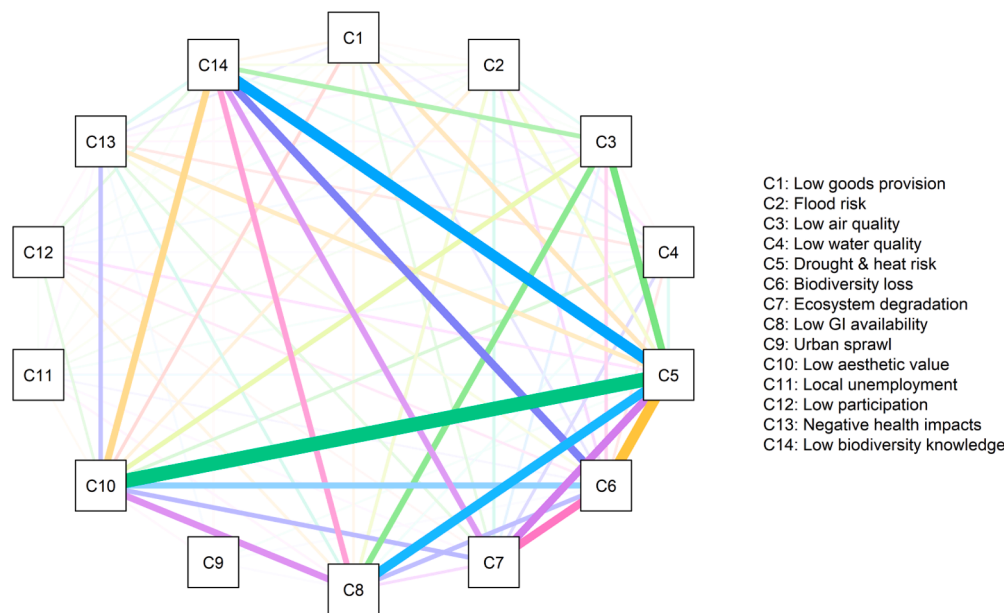 C1
C14
C2
C13
C3
C12
C4
C11
C5
C10
C6
C9
C7
C8
C1: Low goods provision
C2: Flood risk
C3: Low air quality
C4: Low water quality
C5: Drought & heat risk
C6: Biodiversity loss
C7: Ecosystem degradation
C8: Low GI availability
C9: Urban sprawl
C10: Low aesthetic value
C11: Local unemployment
C12: Low participation
C13: Negative health impacts
C14: Low biodiversity knowledge